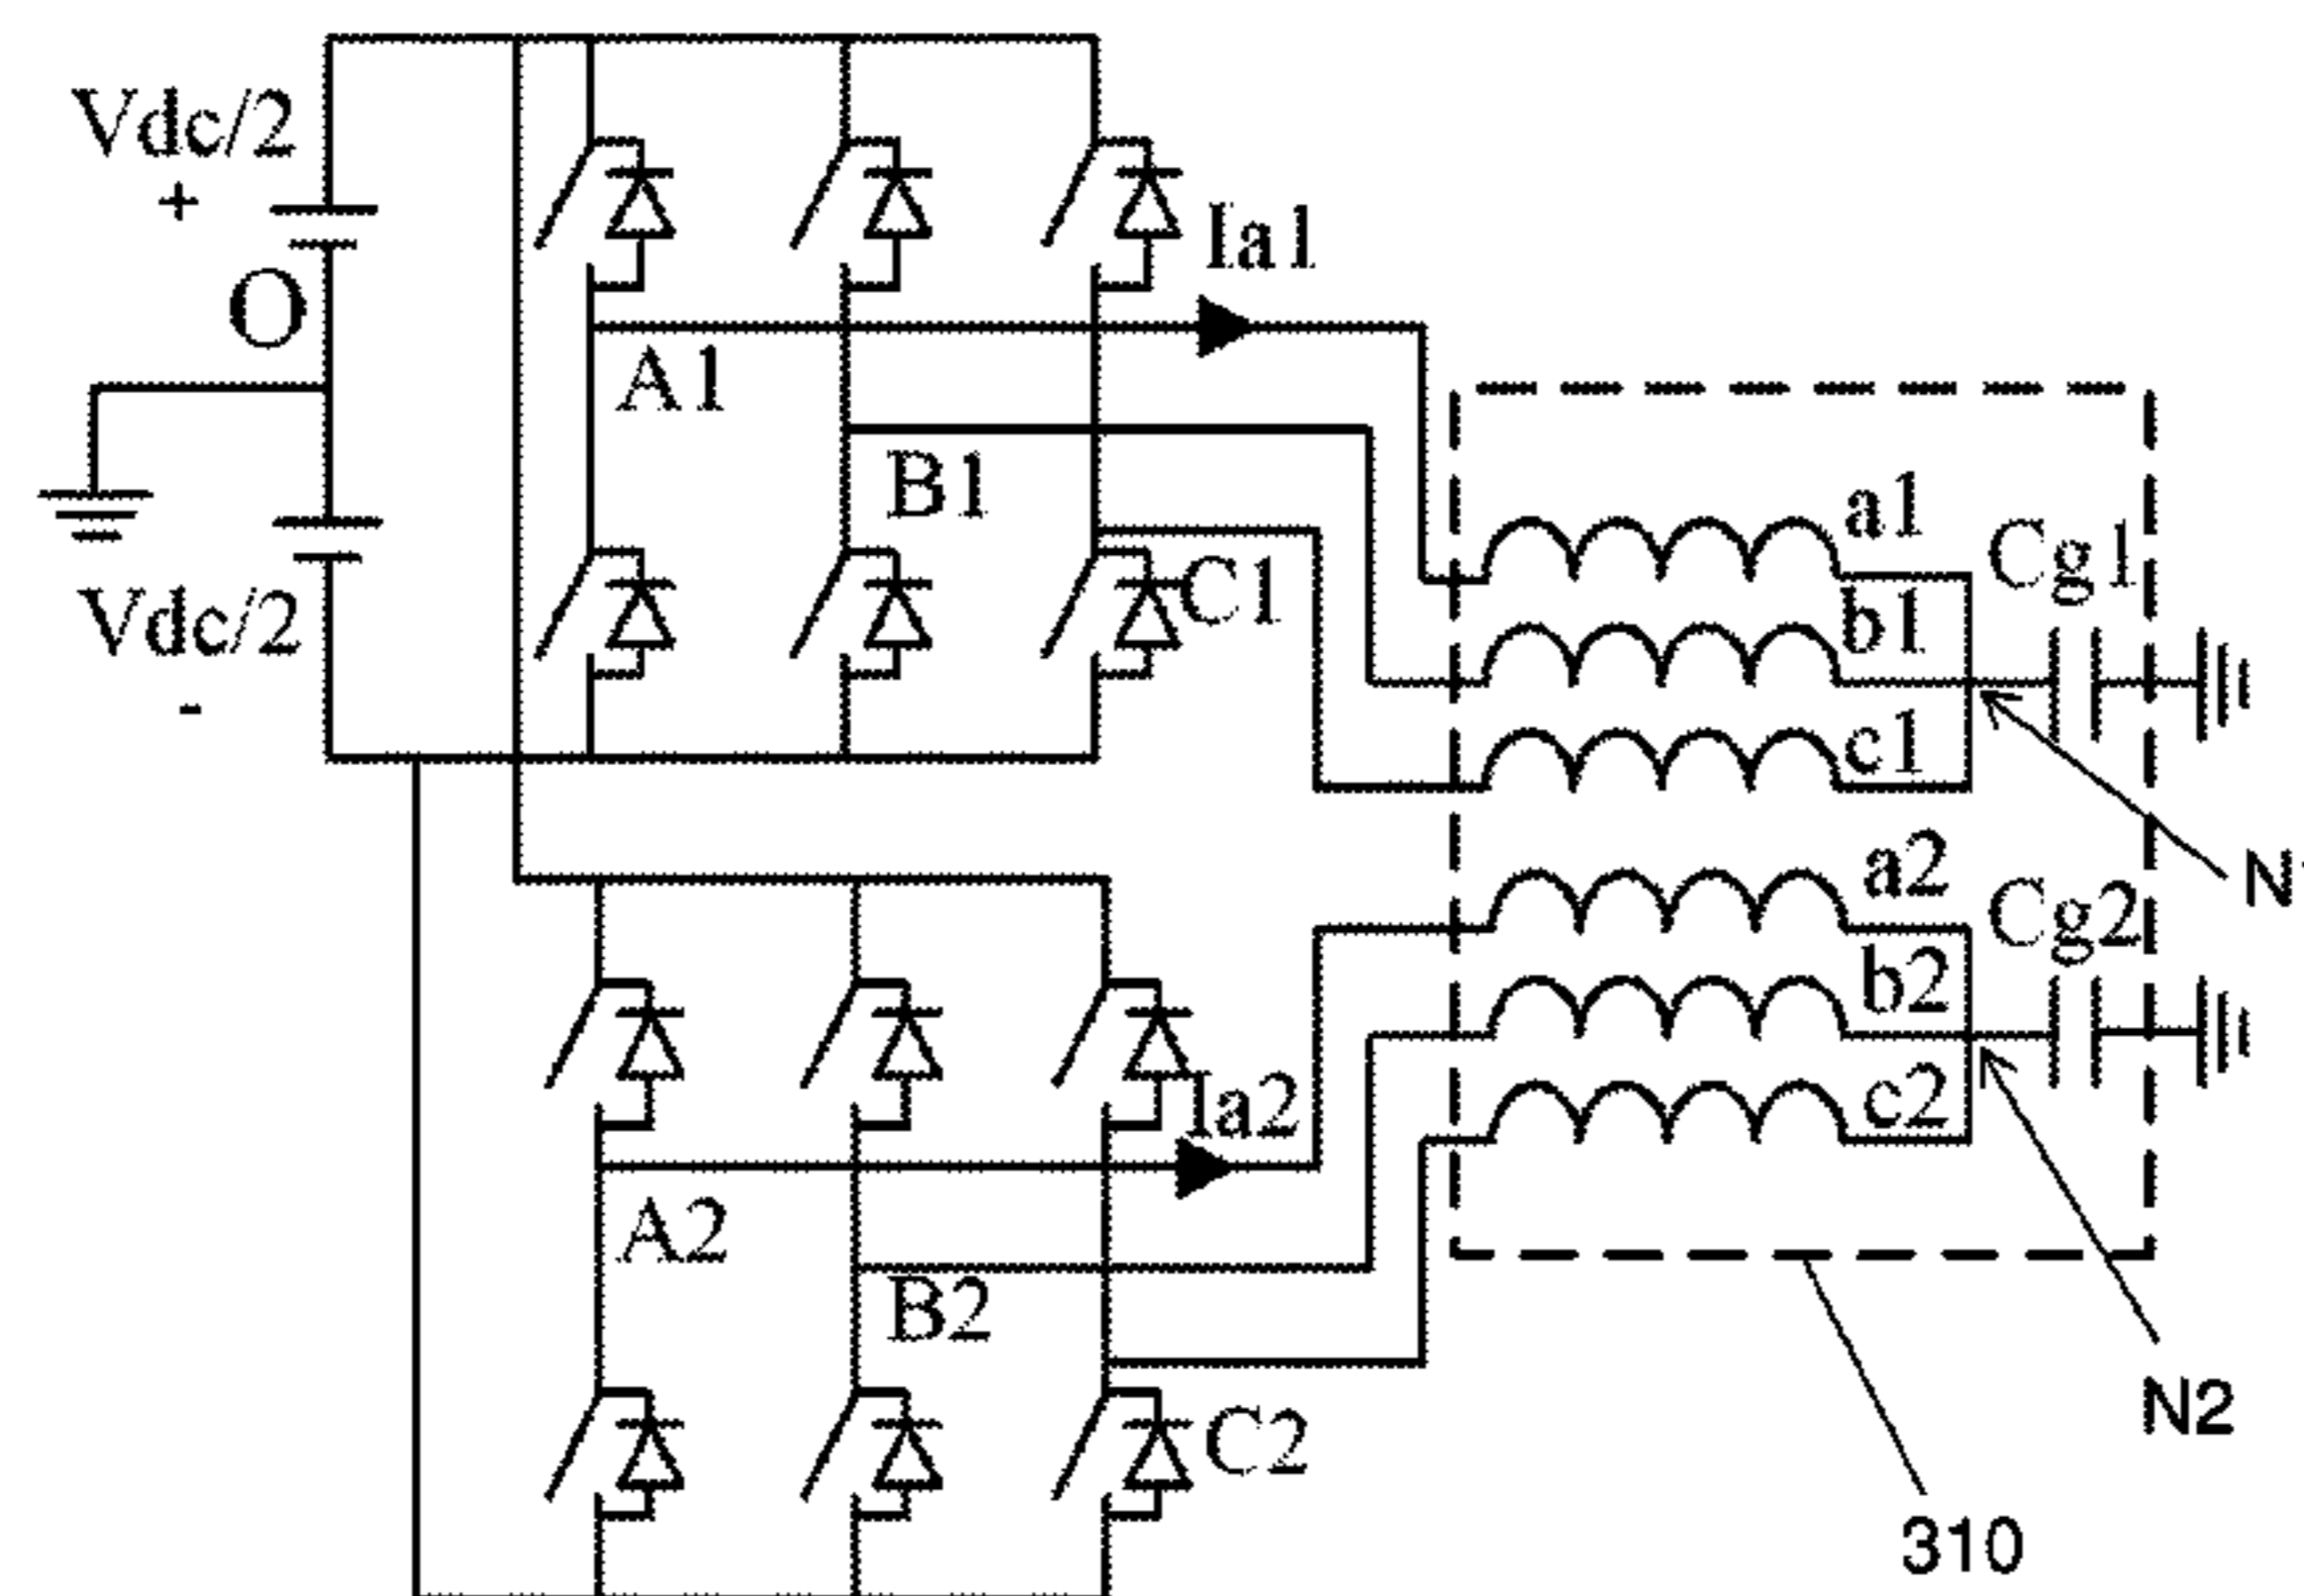 Vdc/2
+
O
Vdc/2
-
A1
B1
C1
Ia1
a1
b1
c1
Cg1
a2
b2
c2
Cg2
A2
B2
C2
Ia2
N2
310